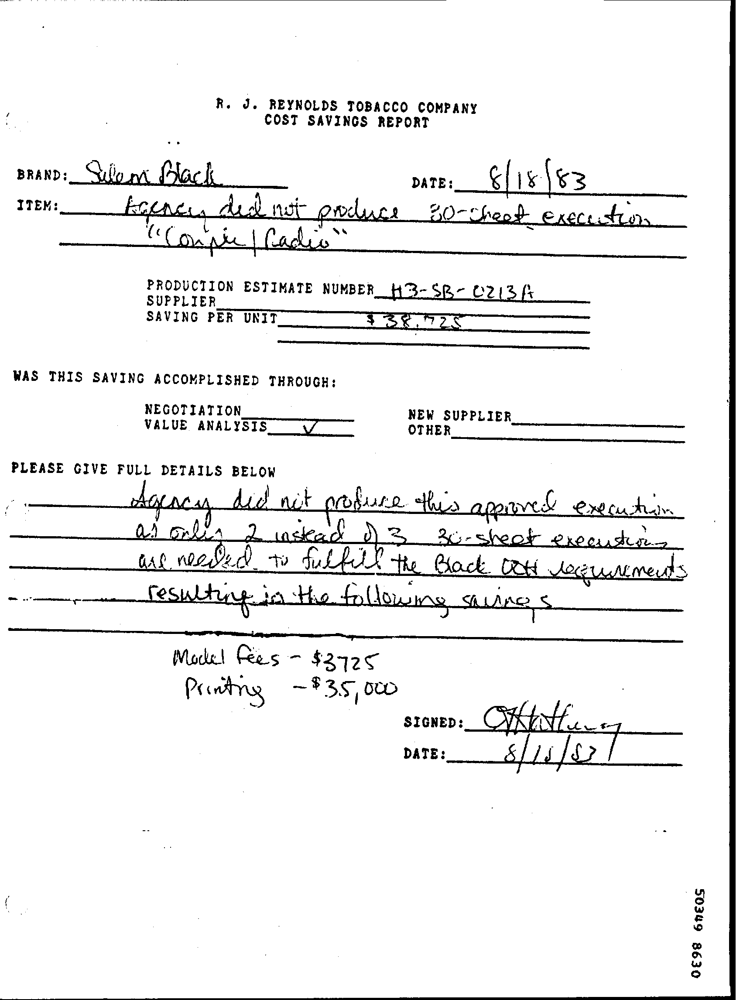 R. J. REYNOLDS TOBACCO COMPANY
COST SAVINGS REPORT
BRAND: Salem Black
DATE: 8/18/83
ITEM: Agency did not produce 30-sheet execution
"Couple/Radio"
PRODUCTION ESTIMATE NUMBER H3-SB-0213A
SUPPLIER
SAVING PER UNIT $38,725
WAS THIS SAVING ACCOMPLISHED THROUGH:
NEGOTIATION
NEW SUPPLIER
VALUE ANALYSIS ✓
OTHER
PLEASE GIVE FULL DETAILS BELOW
Agency did not produce this approved execution
as only 2 instead of 3 30-sheet executions
are needed to fulfill the Black OOH requirements
resulting in the following savings
Model fees - $3725
Printing - $35,000
SIGNED:
DATE: 8/18/83
50349 8630